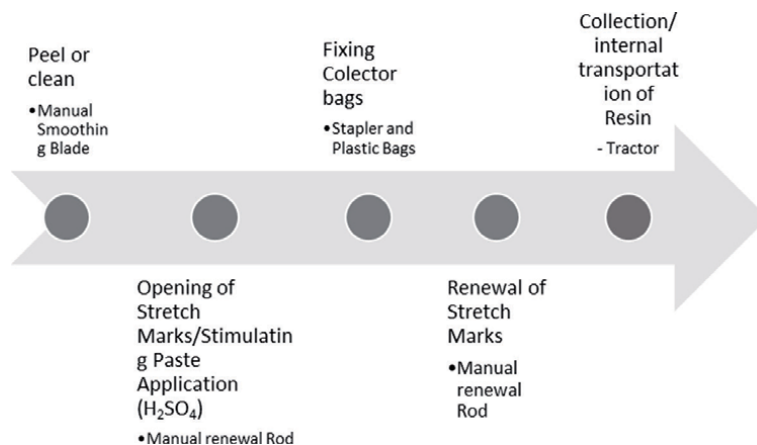 Peel or
clean
•Manual
Smoothin
g Blade
Opening of
Stretch
Marks/Stimulatin
g Paste
Application
(H₂SO₄)
•Manual renewal Rod
Fixing
Colector
bags
•Stapler and
Plastic Bags
Renewal of
Stretch
Marks
•Manual
renewal
Rod
Collection/
internal
transportat
ion of
Resin
- Tractor